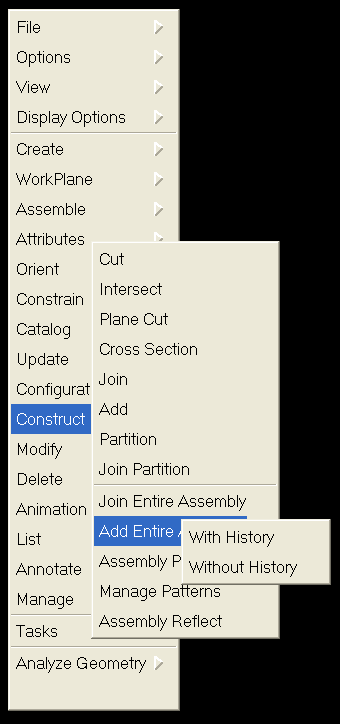 File
Options
View
Display Options
Create
WorkPlane
Assemble
Attributes
Orient
Constrain
Catalog
Update
Configurat
Construct
Modify
Delete
Animation
List
Annotate
Manage
Tasks
Analyze Geometry
Cut
Intersect
Plane Cut
Cross Section
Join
Add
Partition
Join Partition
Join Entire Assembly
Add Entire A
Assembly P
Manage Patterns
Assembly Reflect
With History
Without History